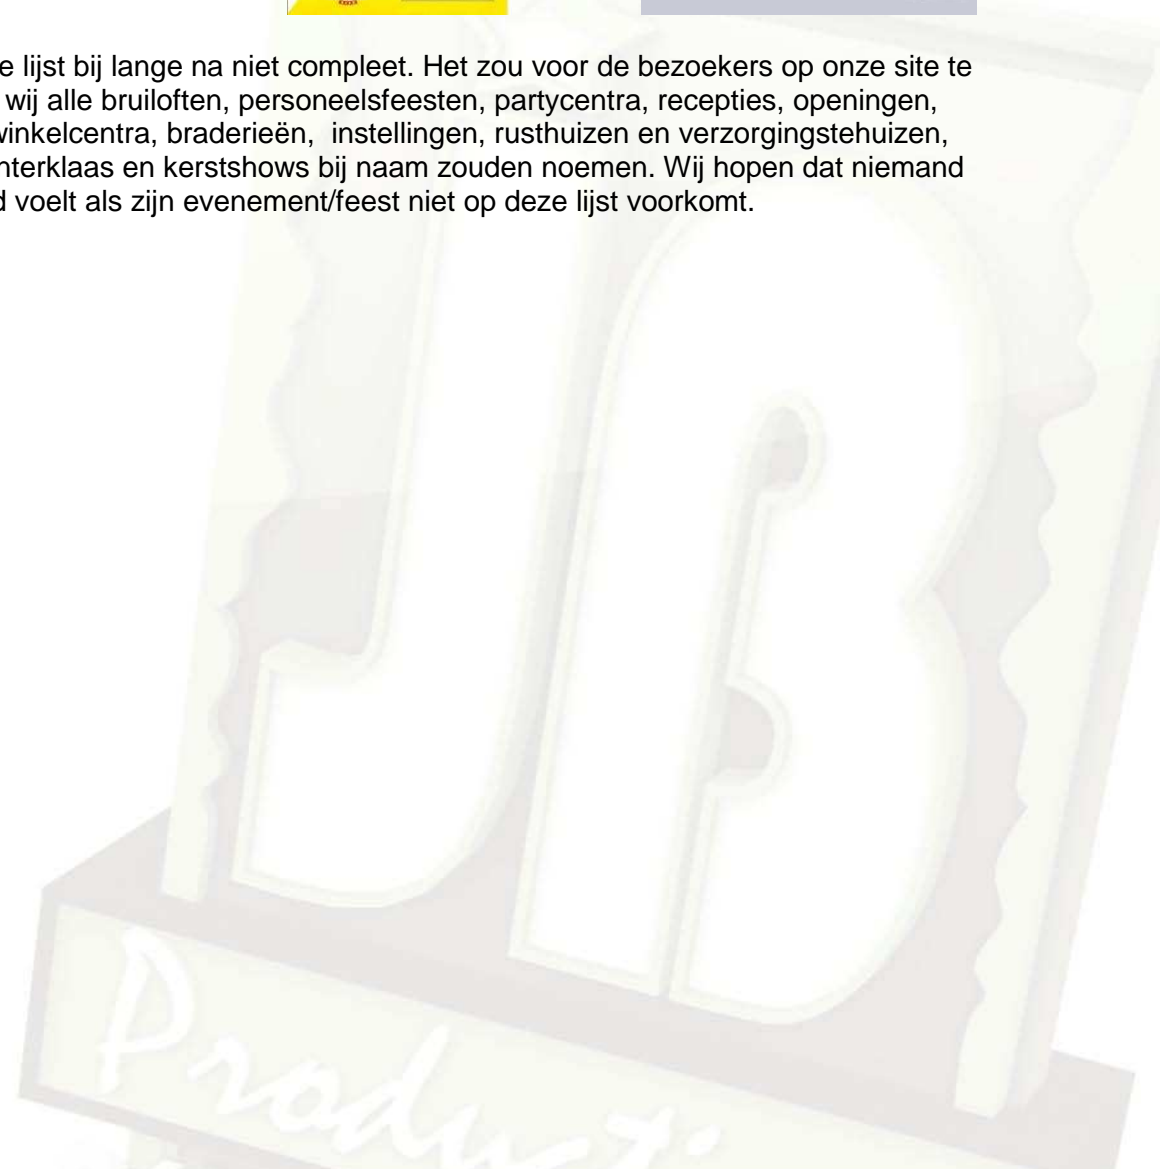 e lijst bij lange na niet compleet. Het zou voor de bezoekers op onze site te
wij alle bruiloften, personeelsfeesten, partycentra, recepties, openingen,
winkelcentra, braderieën,  instellingen, rusthuizen en verzorgingstehuizen,
nterklaas en kerstshows bij naam zouden noemen. Wij hopen dat niemand
d voelt als zijn evenement/feest niet op deze lijst voorkomt.
JB
Producti